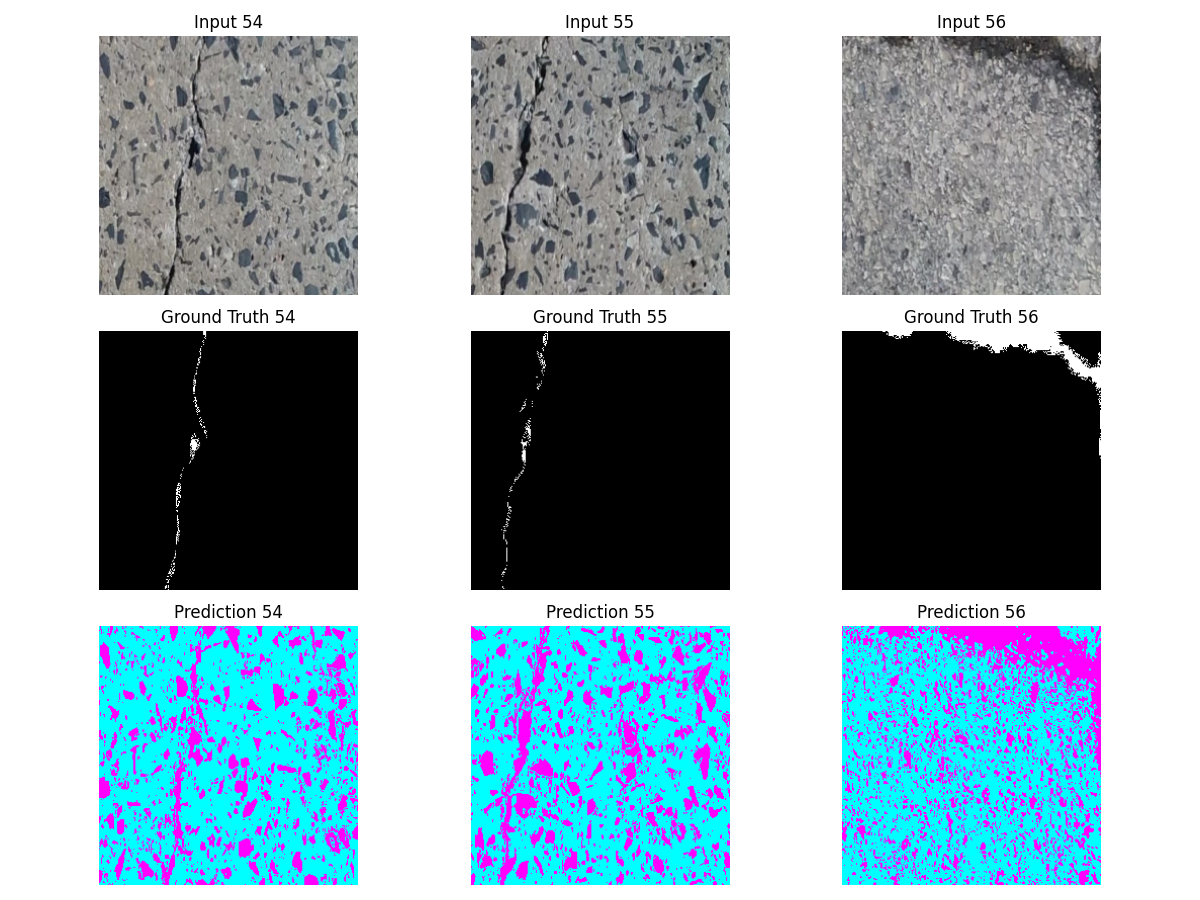 Input 54
Input 55
Input 56
Ground Truth 54
Ground Truth 55
Ground Truth 56
Prediction 54
Prediction 55
Prediction 56